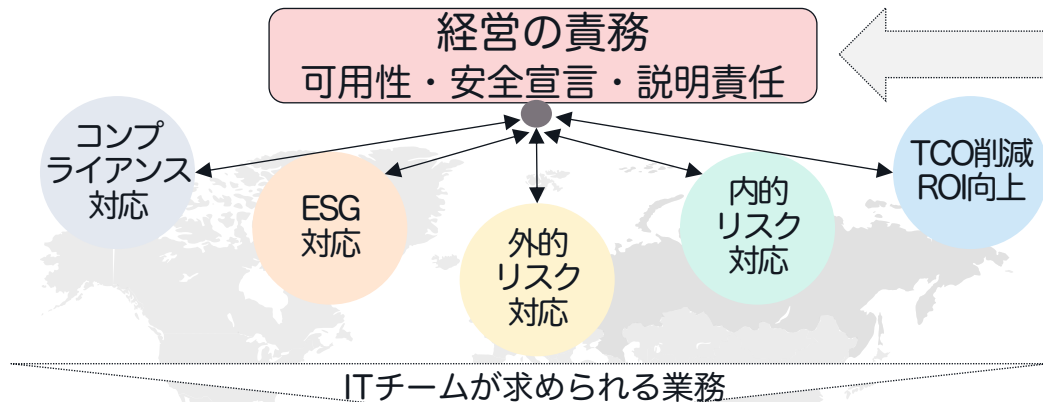 経営の責務
可用性・安全宣言・説明責任
コンプ
ライアンス
対応
ESG
対応
外的
リスク
対応
内的
リスク
対応
TCO削減
ROI向上
ITチームが求められる業務